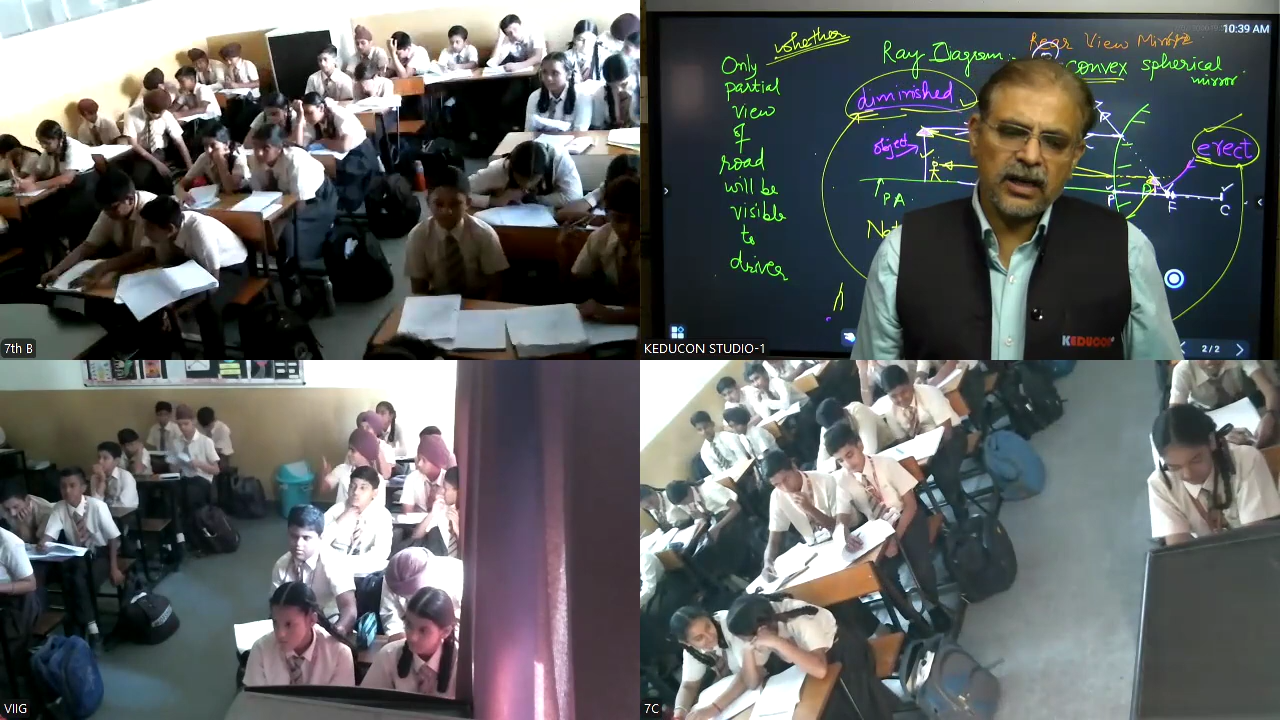 7th B
10:39 AM
whether
Rear View Mirror
Ray Diagram:
convex spherical
mirror.
Only
partial
view
of
road
will be
visible
to
driver
diminished
object
erect
P.A.
P
F
C
KEDUCON
KEDUCON STUDIO-1
2/2
VIIG
7C